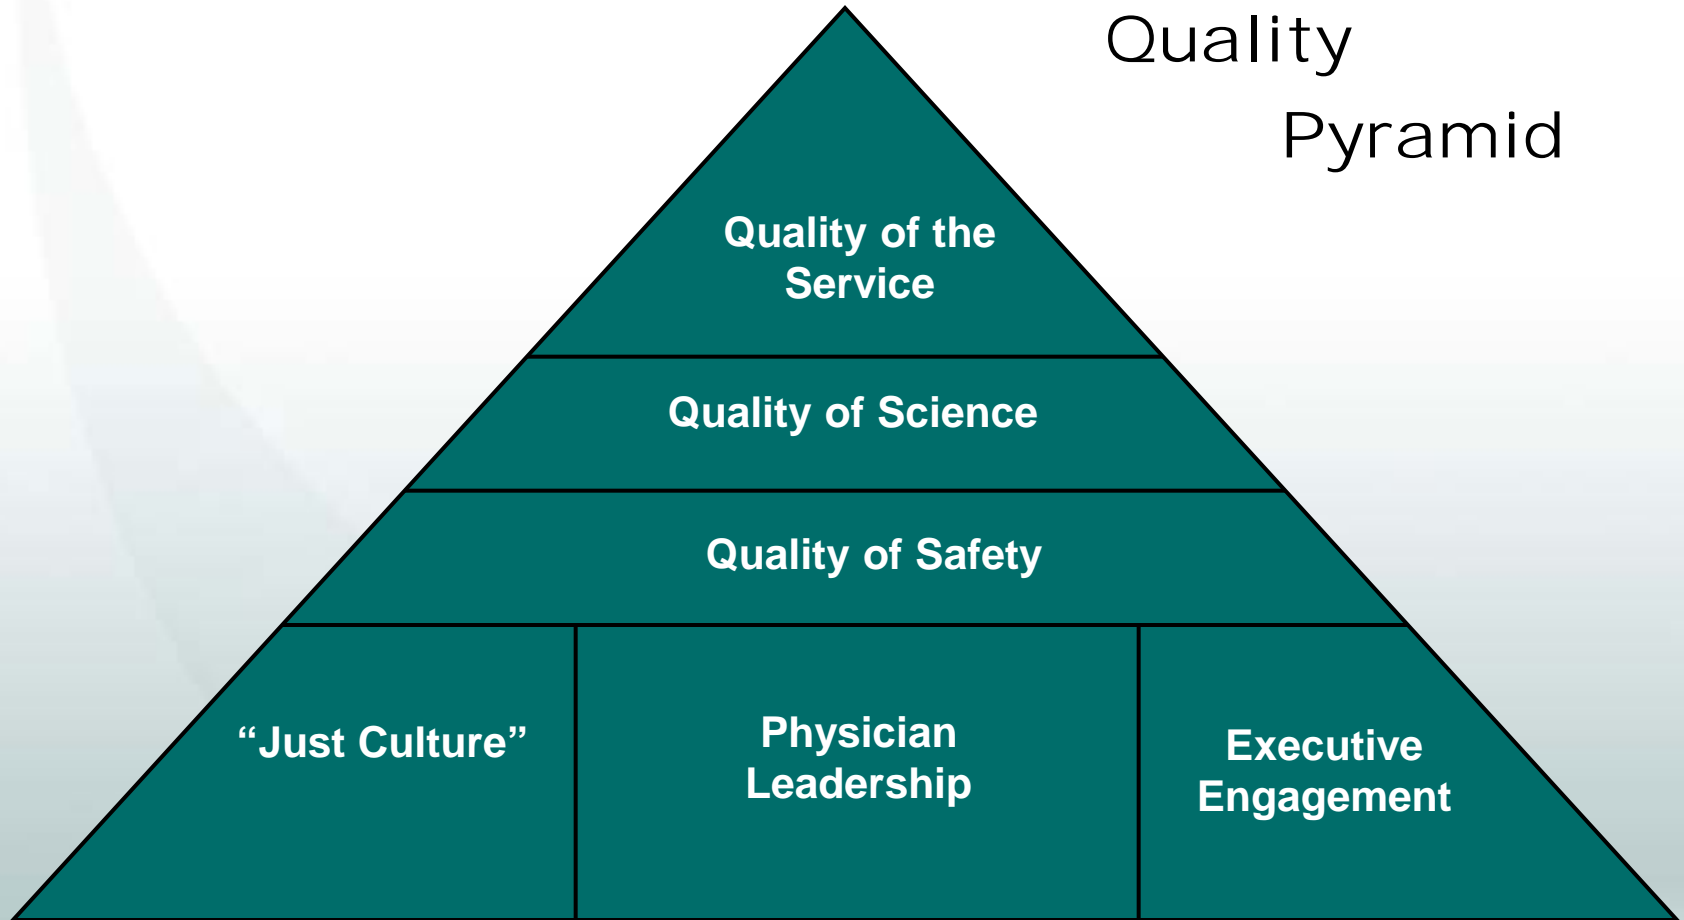 Quality
Pyramid
Quality of the
Service
Quality of Science
Quality of Safety
“Just Culture”
Physician
Leadership
Executive
Engagement